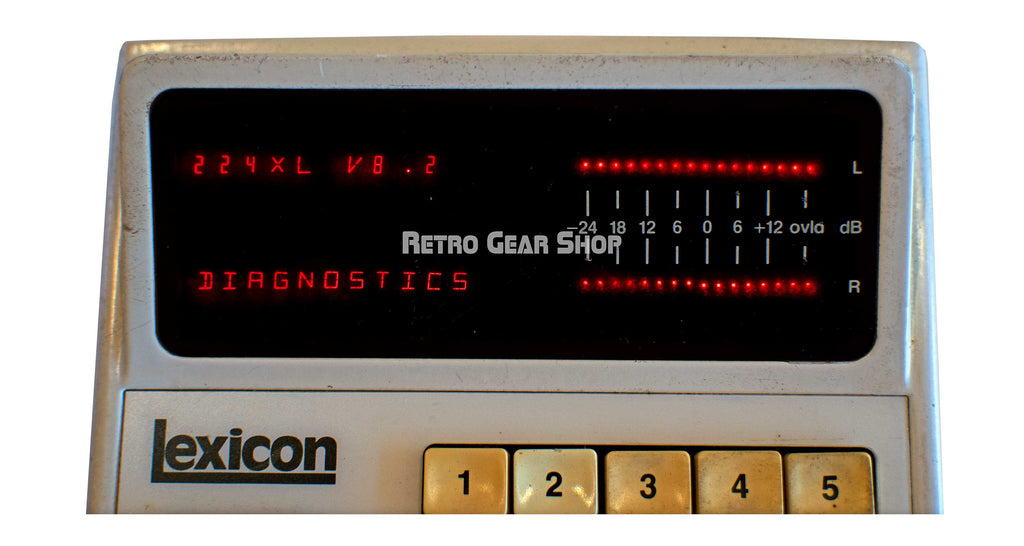 224XL V8.2
L
-24 18 12 6 0 6 +12 ovld dB
RETRO GEAR SHOP
DIAGNOSTICS
R
lexicon
1 2 3 4 5